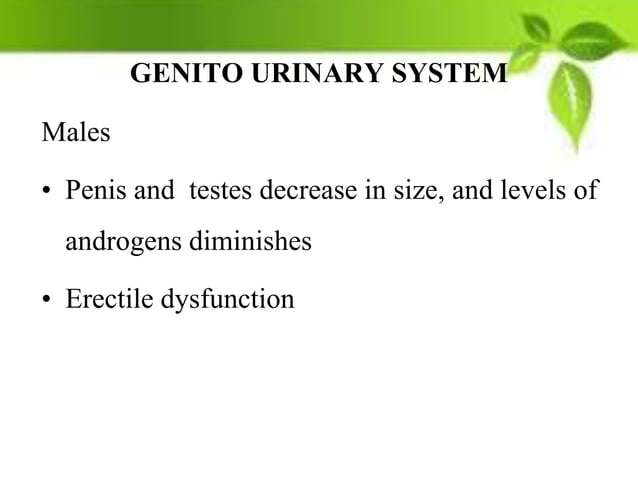 GENITO URINARY SYSTEM
Males
• Penis and  testes decrease in size, and levels of
androgens diminishes
• Erectile dysfunction